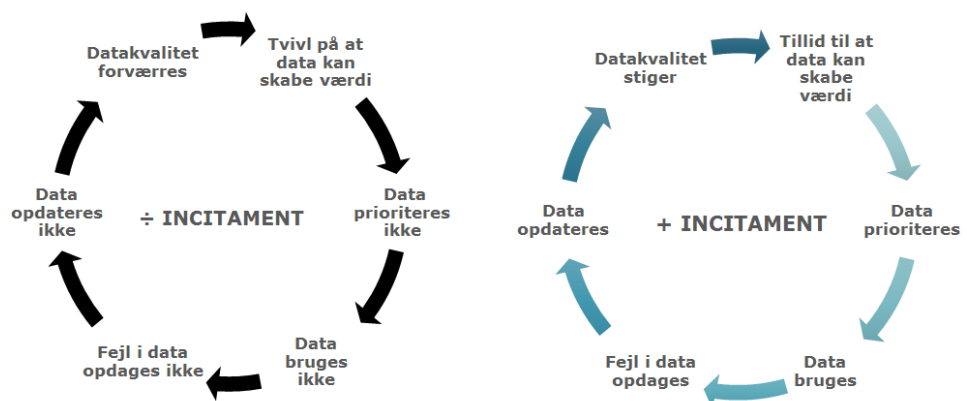 Datakvalitet
forværres
Tvivl på at
data kan
skabe værdi
Data
prioriteres
ikke
Data
bruges
ikke
Fejl i data
opdages ikke
Data
opdateres
ikke
÷ INCITAMENT
Datakvalitet
stiger
Tillid til at
data kan
skabe
værdi
Data
prioriteres
Data
bruges
Fejl i data
opdages
Data
opdateres
+ INCITAMENT